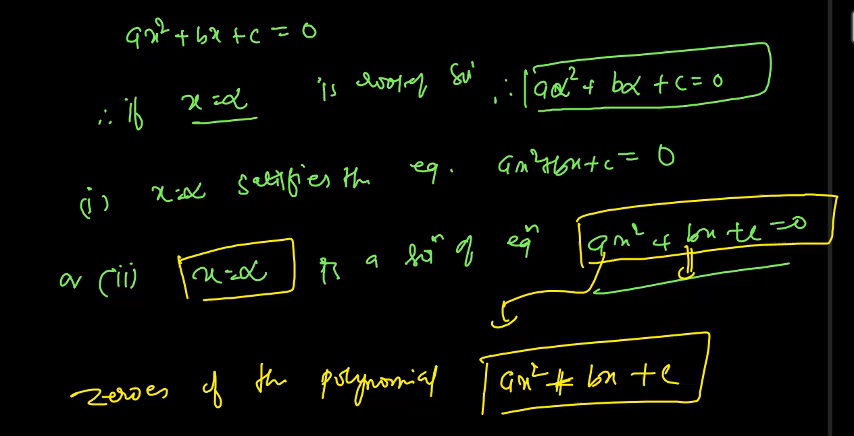 ax² + bx + c = 0
∴ if x=α is root of solⁿ ∴ aα² + bα + c = 0
(i) x=α satisfies the eq. ax²+bx+c = 0
or (ii) x=α is a solⁿ of eqⁿ ax² + bx + c = 0
zeroes of the polynomial ax² + bx + c